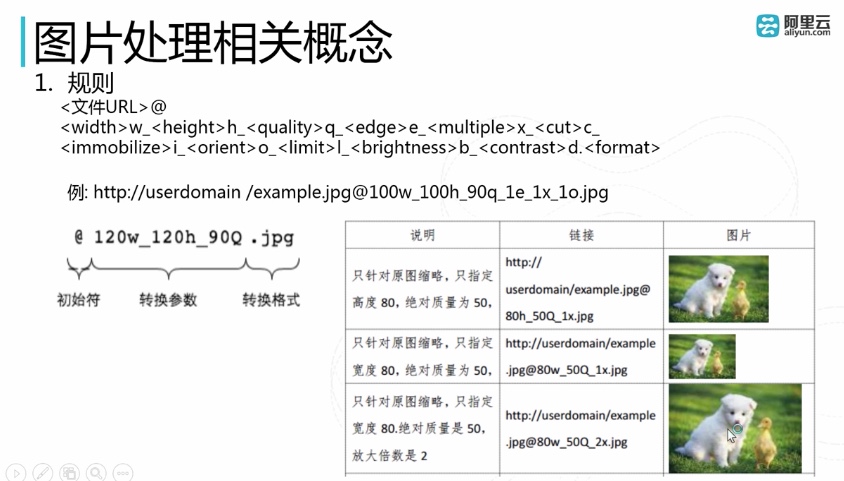 图片处理相关概念
阿里云
aliyun.com
1. 规则
<文件URL>@
<width>w_<height>h_<quality>q_<edge>e_<multiple>x_<cut>c_
<immobilize>i_<orient>o_<limit>l_<brightness>b_<contrast>d.<format>
例: http://userdomain /example.jpg@100w_100h_90q_1e_1x_1o.jpg
@ 120w_120h_90Q .jpg
初始符 转换参数 转换格式
说明 链接 图片
只针对原图缩略，只指定
高度 80，绝对质量为 50，
http://
userdomain/example.jpg@
80h_50Q_1x.jpg
只针对原图缩略，只指定
宽度 80，绝对质量为 50，
http://userdomain/example
.jpg@80w_50Q_1x.jpg
只针对原图缩略，只指定
宽度 80.绝对质量是 50，
放大倍数是 2
http://userdomain/example
.jpg@80w_50Q_2x.jpg